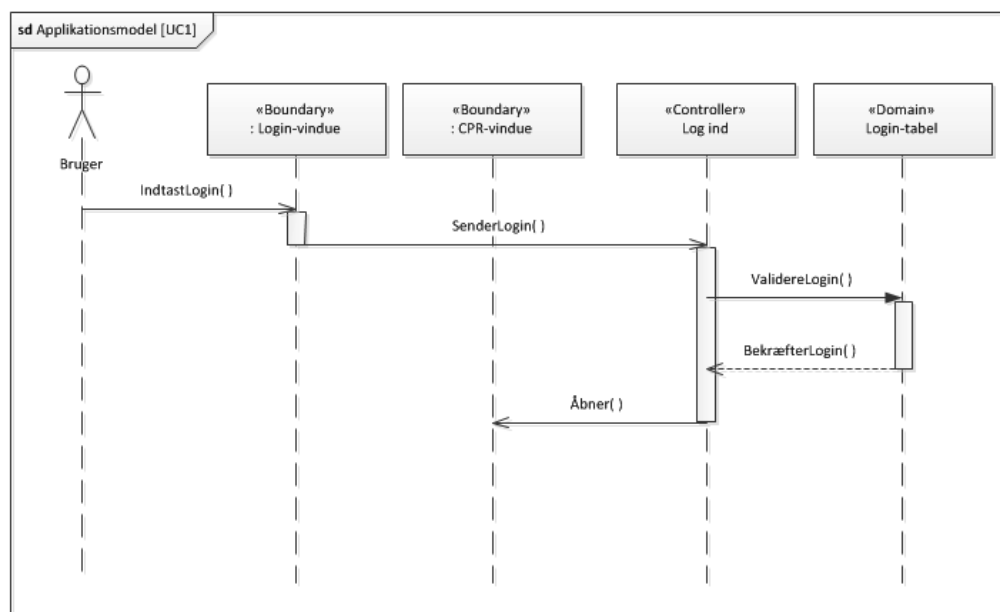 sd Applikationsmodel [UC1]
«Boundary»
: Login-vindue
«Boundary»
: CPR-vindue
«Controller»
Log ind
«Domain»
Login-tabel
Bruger
IndtastLogin( )
SenderLogin( )
ValidereLogin( )
BekræfterLogin( )
Åbner( )